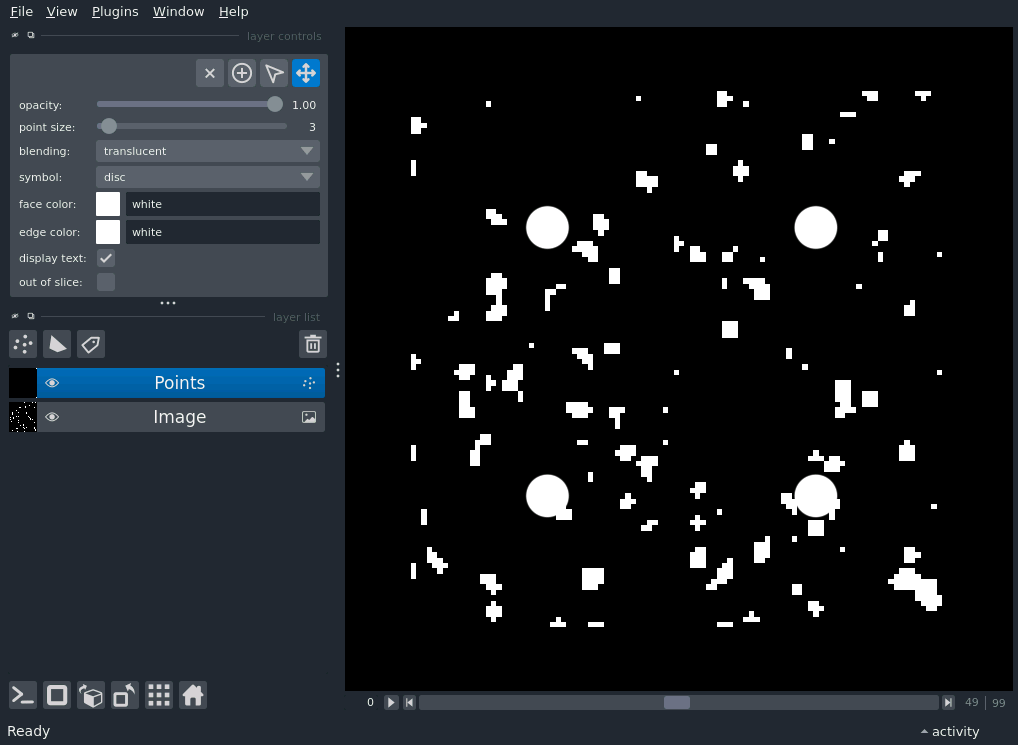 File View Plugins Window Help
layer controls
opacity: 1.00
point size: 3
blending: translucent
symbol: disc
face color: white
edge color: white
display text:
out of slice:
layer list
Points
Image
0 49 99
Ready activity